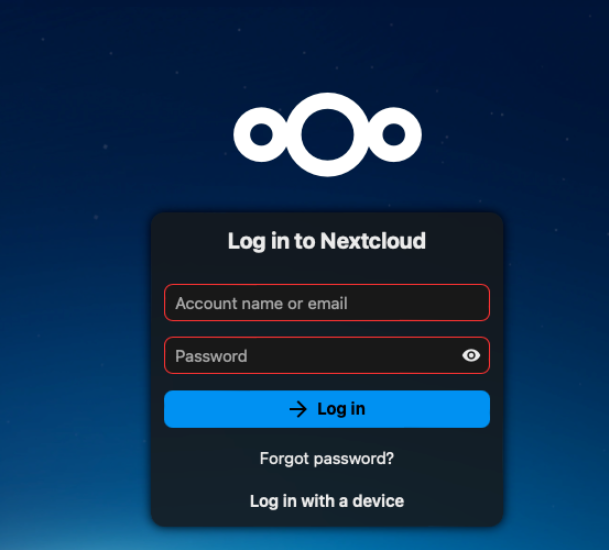 Log in to Nextcloud
Account name or email
Password
Log in
Forgot password?
Log in with a device